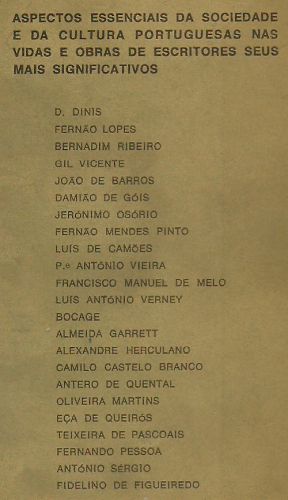 ASPECTOS ESSENCIAIS DA SOCIEDADE
E DA CULTURA PORTUGUESAS NAS
VIDAS E OBRAS DE ESCRITORES SEUS
MAIS SIGNIFICATIVOS
D. DINIS
FERNÃO LOPES
BERNADIM RIBEIRO
GIL VICENTE
JOÃO DE BARROS
DAMIÃO DE GÓIS
JERÓNIMO OSÓRIO
FERNÃO MENDES PINTO
LUÍS DE CAMÕES
P.e ANTÓNIO VIEIRA
FRANCISCO MANUEL DE MELO
LUÍS ANTÓNIO VERNEY
BOCAGE
ALMEIDA GARRETT
ALEXANDRE HERCULANO
CAMILO CASTELO BRANCO
ANTERO DE QUENTAL
OLIVEIRA MARTINS
EÇA DE QUEIRÓS
TEIXEIRA DE PASCOAIS
FERNANDO PESSOA
ANTÓNIO SÉRGIO
FIDELINO DE FIGUEIREDO